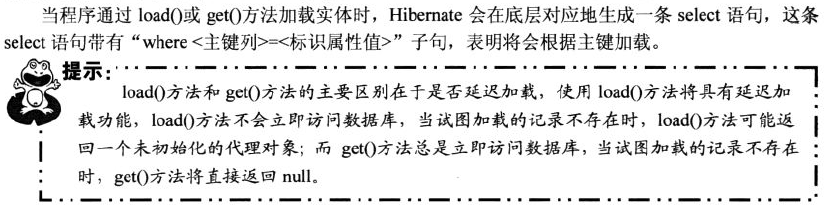 当程序通过 load()或 get()方法加载实体时，Hibernate 会在底层对应地生成一条 select 语句，这条
select 语句带有“where <主键列>=<标识属性值>”子句，表明将会根据主键加载。
提示:
load()方法和 get()方法的主要区别在于是否延迟加载，使用 load()方法将具有延迟加
载功能，load()方法不会立即访问数据库，当试图加载的记录不存在时，load()方法可能返
回一个未初始化的代理对象；而 get()方法总是立即访问数据库，当试图加载的记录不存在
时，get()方法将直接返回 null。